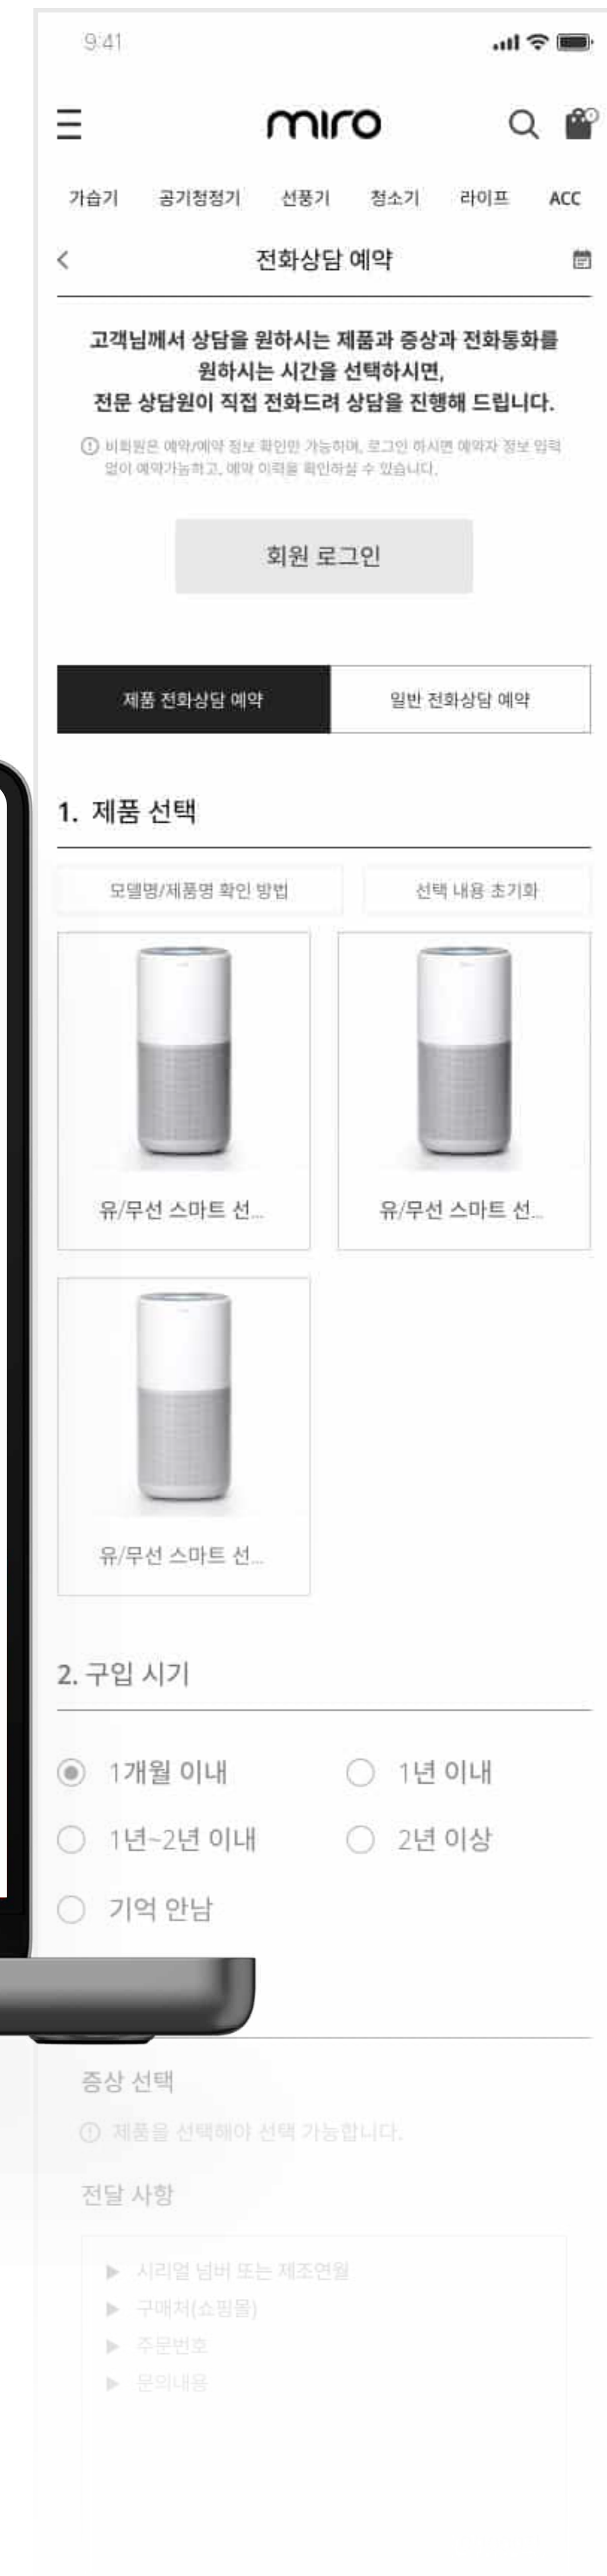 9:41
miro
가습기 공기청정기 선풍기 청소기 라이프 ACC
전화상담 예약
고객님께서 상담을 원하시는 제품과 증상과 전화통화를
원하시는 시간을 선택하시면,
전문 상담원이 직접 전화드려 상담을 진행해 드립니다.
비회원은 예약/예약 정보 확인만 가능하며, 로그인 하시면 예약자 정보 입력
없이 예약가능하고, 예약 이력을 확인하실 수 있습니다.
회원 로그인
제품 전화상담 예약 일반 전화상담 예약
1. 제품 선택
모델명/제품명 확인 방법 선택 내용 초기화
유/무선 스마트 선... 유/무선 스마트 선...
유/무선 스마트 선...
2. 구입 시기
1개월 이내 1년 이내
1년~2년 이내 2년 이상
기억 안남
증상 선택
제품을 선택해야 선택 가능합니다.
전달 사항
▶ 시리얼 넘버 또는 제조연월
▶ 구매처(쇼핑몰)
▶ 주문번호
▶ 문의내용